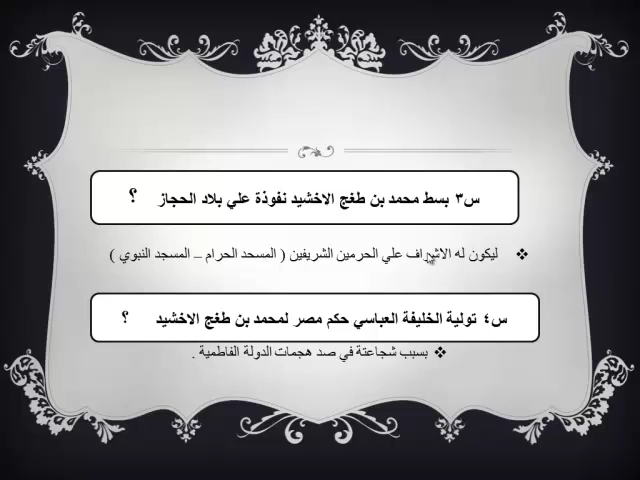 س٣ بسط محمد بن طغج الاخشيد نفوذة علي بلاد الحجاز ؟
❖ ليكون له الاشراف علي الحرمين الشريفين ( المسحد الحرام – المسجد النبوي )
س٤ تولية الخليفة العباسي حكم مصر لمحمد بن طغج الاخشيد ؟
❖ بسبب شجاعتة في صد هجمات الدولة الفاطمية .